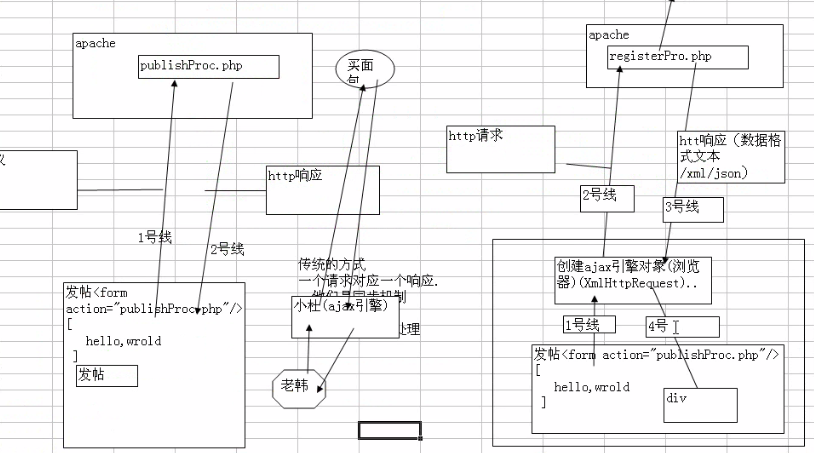 apache
publishProc.php
买面
http响应
1号线
2号线
发帖<form
action="publishProc.php"/>
[
hello,wrold
]
发帖
传统的方式
一个请求对应一个响应.
他们是同步机制
小杜(ajax引擎)
处理
老韩
apache
registerPro.php
http请求
htt响应（数据格
式文本
/xml/json）
2号线
3号线
创建ajax引擎对象(浏览
器)(XmlHttpRequest)..
1号线
4号
发帖<form action="publishProc.php"/>
[
hello,wrold
]
div